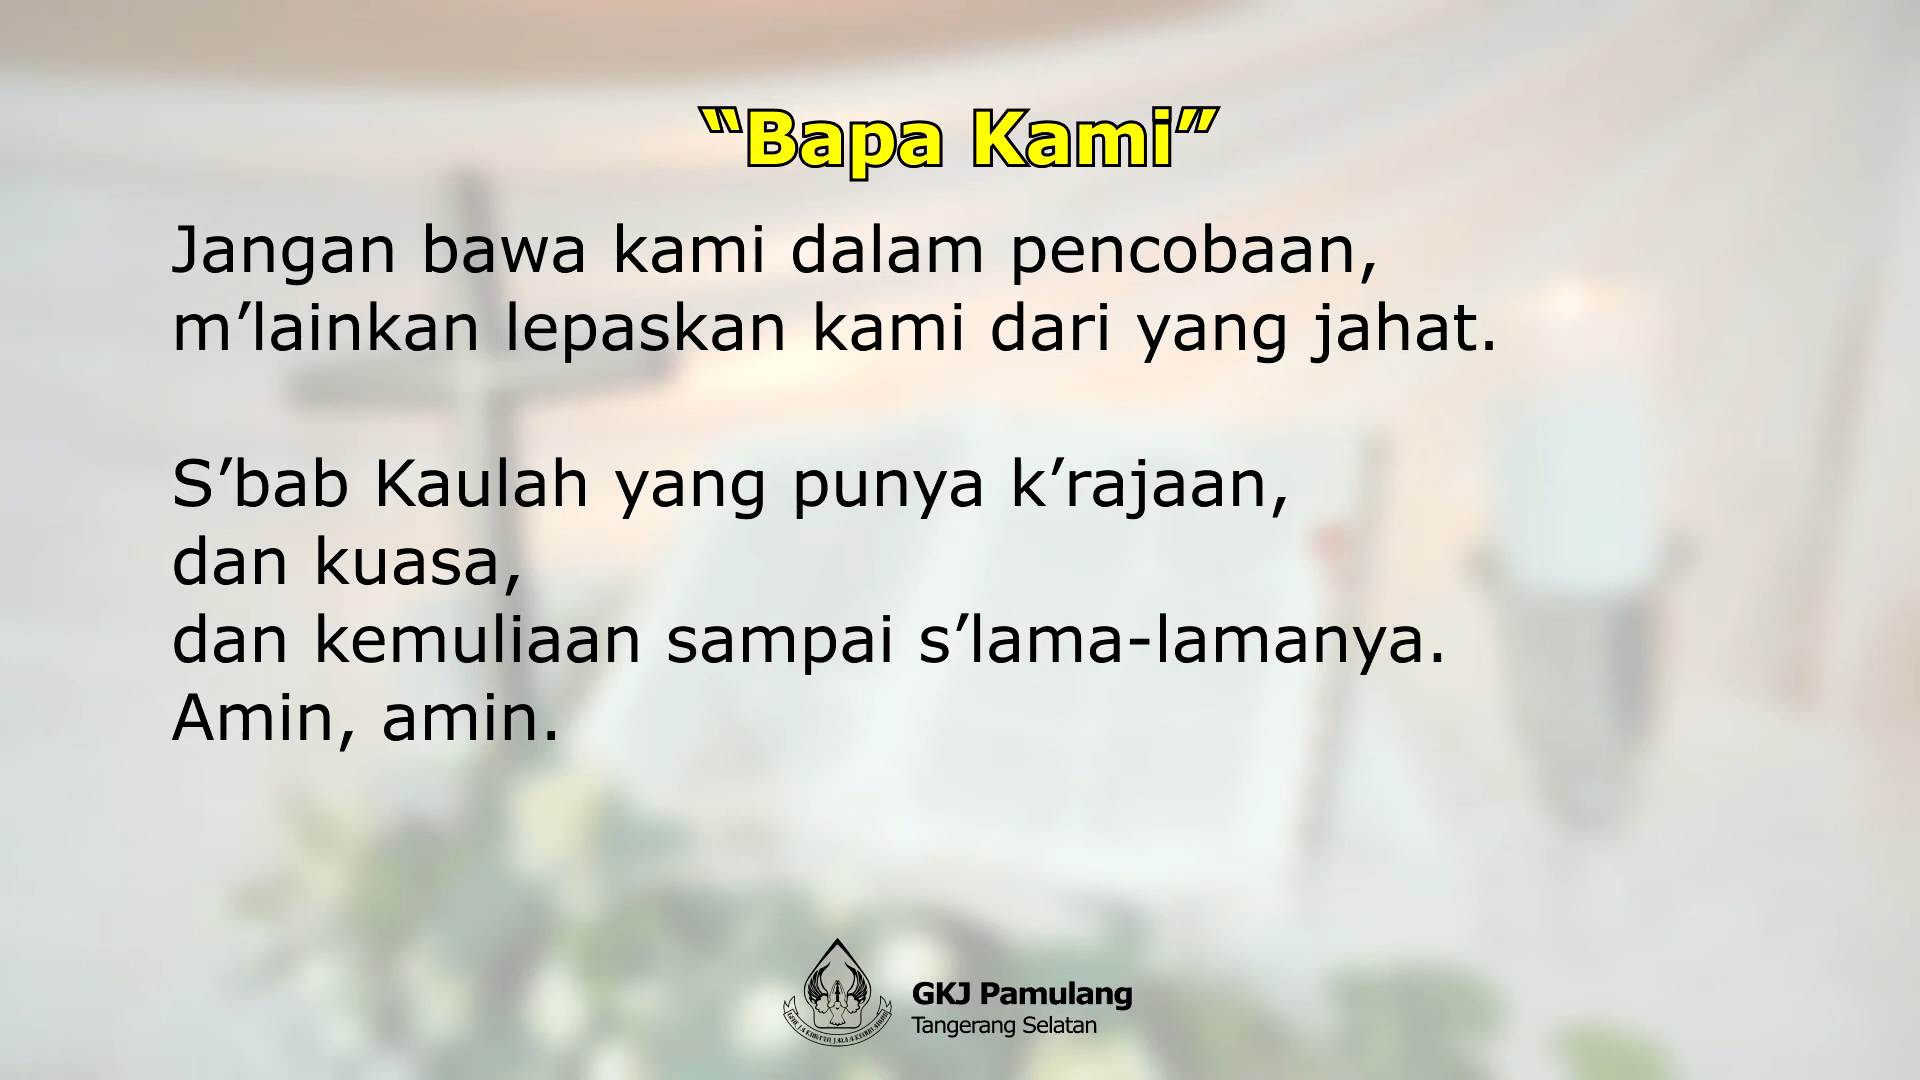 “Bapa Kami”
Jangan bawa kami dalam pencobaan,
m’lainkan lepaskan kami dari yang jahat.
S’bab Kaulah yang punya k’rajaan,
dan kuasa,
dan kemuliaan sampai s’lama-lamanya.
Amin, amin.
GKJ Pamulang
Tangerang Selatan